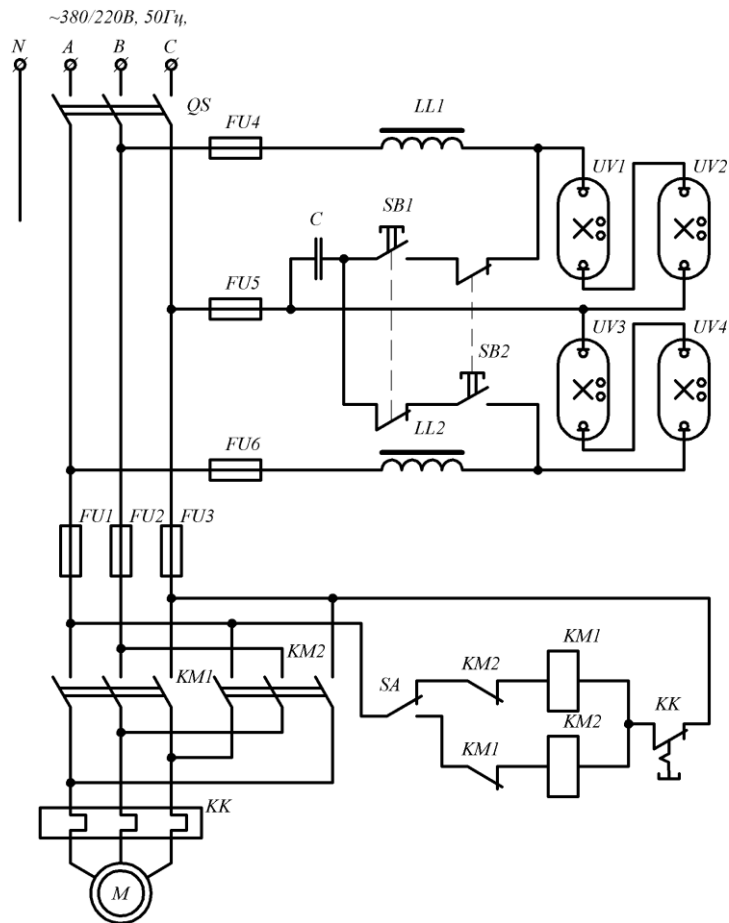 ~380/220В, 50Гц,
N A B C
QS
FU4
LL1
UV1
UV2
C
SB1
FU5
SB2
UV3
UV4
LL2
FU6
FU1
FU2
FU3
KM2
KM1
SA
KM2
KM1
KK
KM2
KM1
KK
M